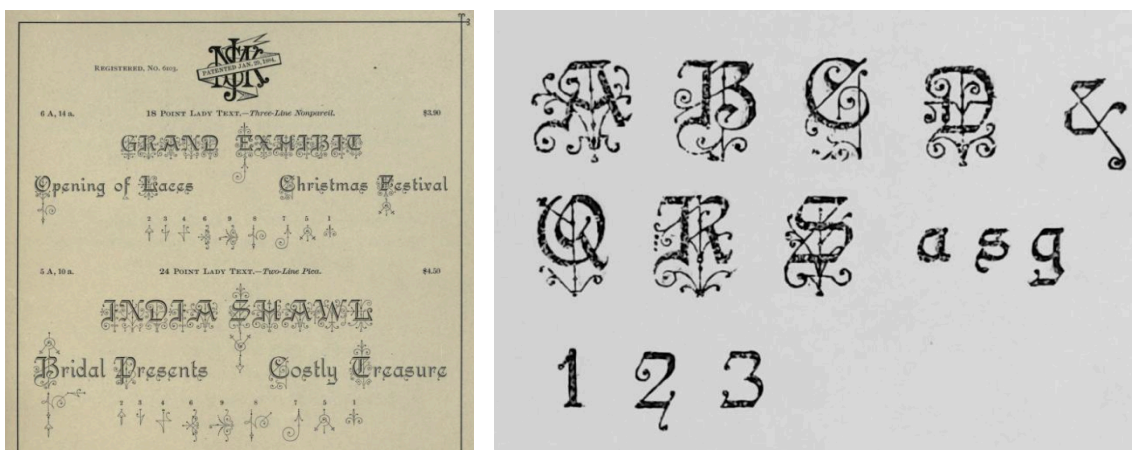 NJKW
PATENTED JAN. 29, 1884.
REGISTERED, NO. 6103.
6 A, 14 a. 18 POINT LADY TEXT.—Three-Line Nonpareil. $3.90
GRAND EXHIBIT
Opening of Laces Christmas Festival
2 3 4 6 9 8 7 5 1
5 A, 10 a. 24 POINT LADY TEXT.—Two-Line Pica. $4.50
INDIA SHAWL
Bridal Presents Costly Treasure
2 3 4 6 9 8 7 5 1
A B C D &
Q R S a s g
1 2 3